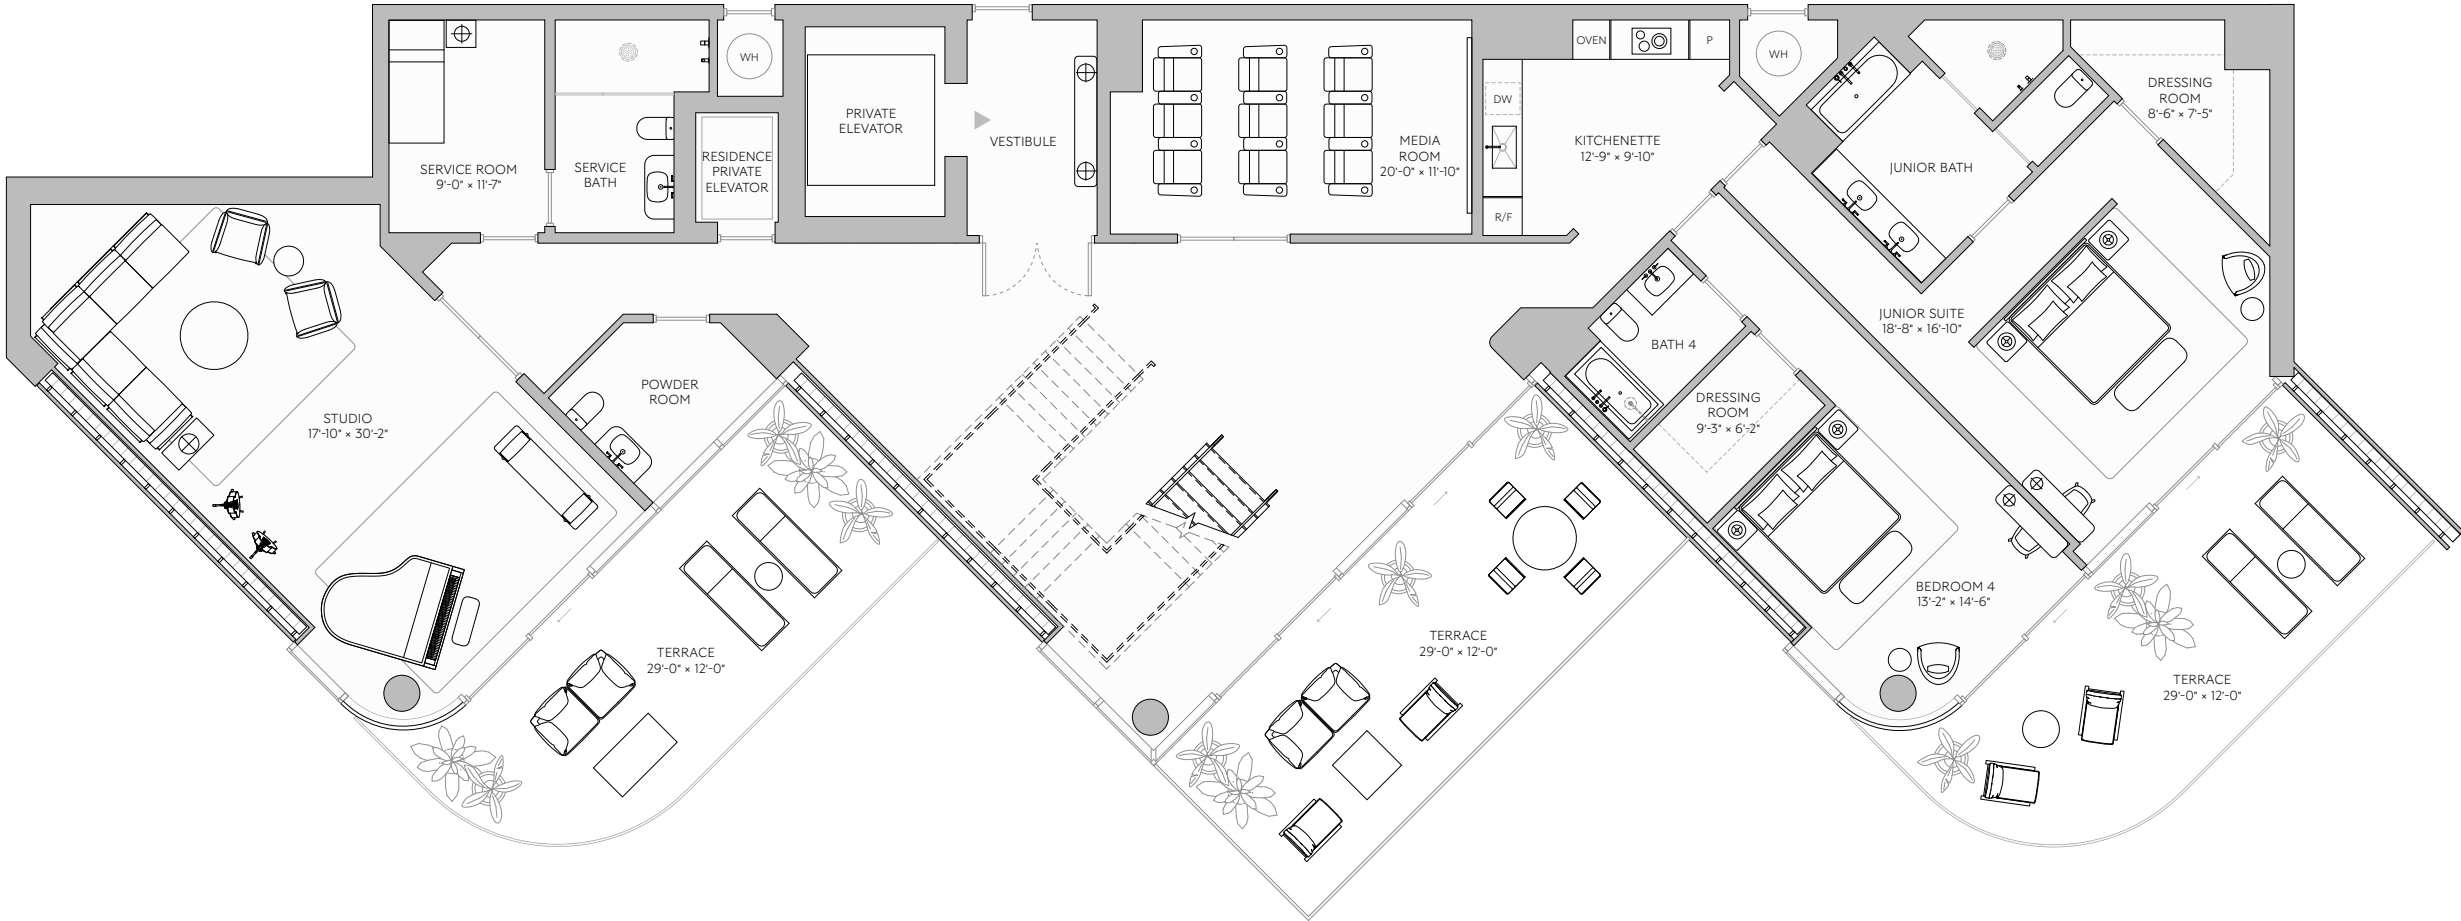 OVEN
P
WH
WH
DRESSING
ROOM
8'-6" × 7'-5"
DW
PRIVATE
ELEVATOR
VESTIBULE
MEDIA
ROOM
20'-0" × 11'-10"
KITCHENETTE
12'-9" × 9'-10"
SERVICE ROOM
9'-0" × 11'-7"
SERVICE
BATH
RESIDENCE
PRIVATE
ELEVATOR
JUNIOR BATH
R/F
JUNIOR SUITE
18'-8" × 16'-10"
BATH 4
POWDER
ROOM
DRESSING
ROOM
9'-3" × 6'-2"
STUDIO
17'-10" × 30'-2"
BEDROOM 4
13'-2" × 14'-6"
TERRACE
29'-0" × 12'-0"
TERRACE
29'-0" × 12'-0"
TERRACE
29'-0" × 12'-0"